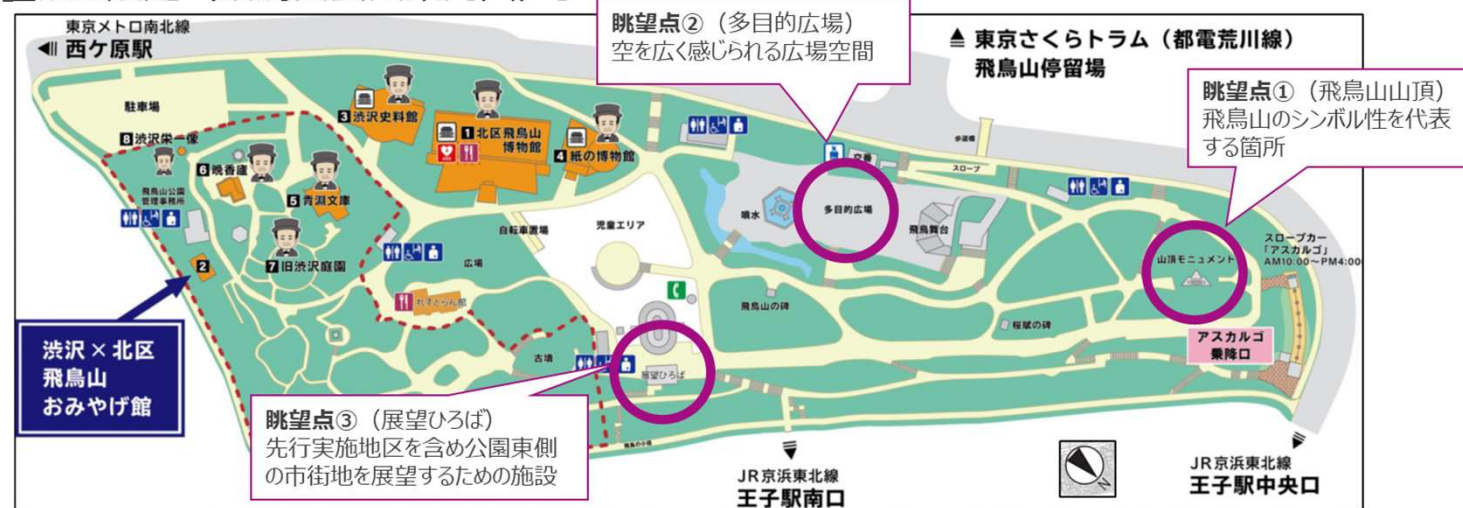 東京メトロ南北線
西ケ原駅
眺望点②（多目的広場）
空を広く感じられる広場空間
東京さくらトラム（都電荒川線）
飛鳥山停留場
眺望点①（飛鳥山山頂）
飛鳥山のシンボル性を代表
する箇所
駐車場
3 渋沢史料館
1 北区飛鳥山
博物館
4 紙の博物館
8 渋沢栄一像
6 晩香廬
飛鳥山公園
管理事務所
5 青淵文庫
7 旧渋沢庭園
2
自転車置場
児童エリア
広場
噴水
多目的広場
飛鳥舞台
交番
スロープ
歩道橋
山頂モニュメント
スロープカー
「アスカルゴ」
AM10:00～PM4:00
飛鳥山の碑
桜賦の碑
アスカルゴ
乗降口
古墳
展望ひろば
渋沢×北区
飛鳥山
おみやげ館
眺望点③（展望ひろば）
先行実施地区を含め公園東側
の市街地を展望するための施設
JR京浜東北線
王子駅南口
JR京浜東北線
王子駅中央口